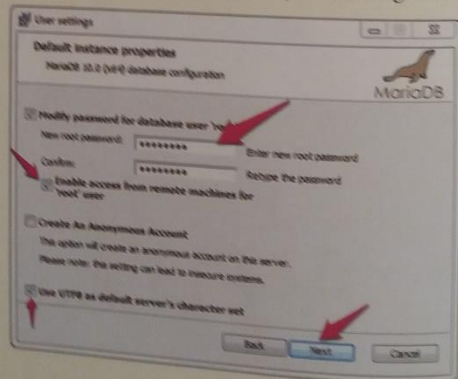 User settings
Default instance properties
MariaDB 10.0 (x64) database configuration
MariaDB
Modify password for database user
New root password: ******** Enter new root password
Confirm: ******** Retype the password
Enable access from remote machines for
'root' user
Create An Anonymous Account
This option will create an anonymous account on this server.
Please note: this setting can lead to insecure systems.
Use UTF8 as default server's character set
Back Next Cancel